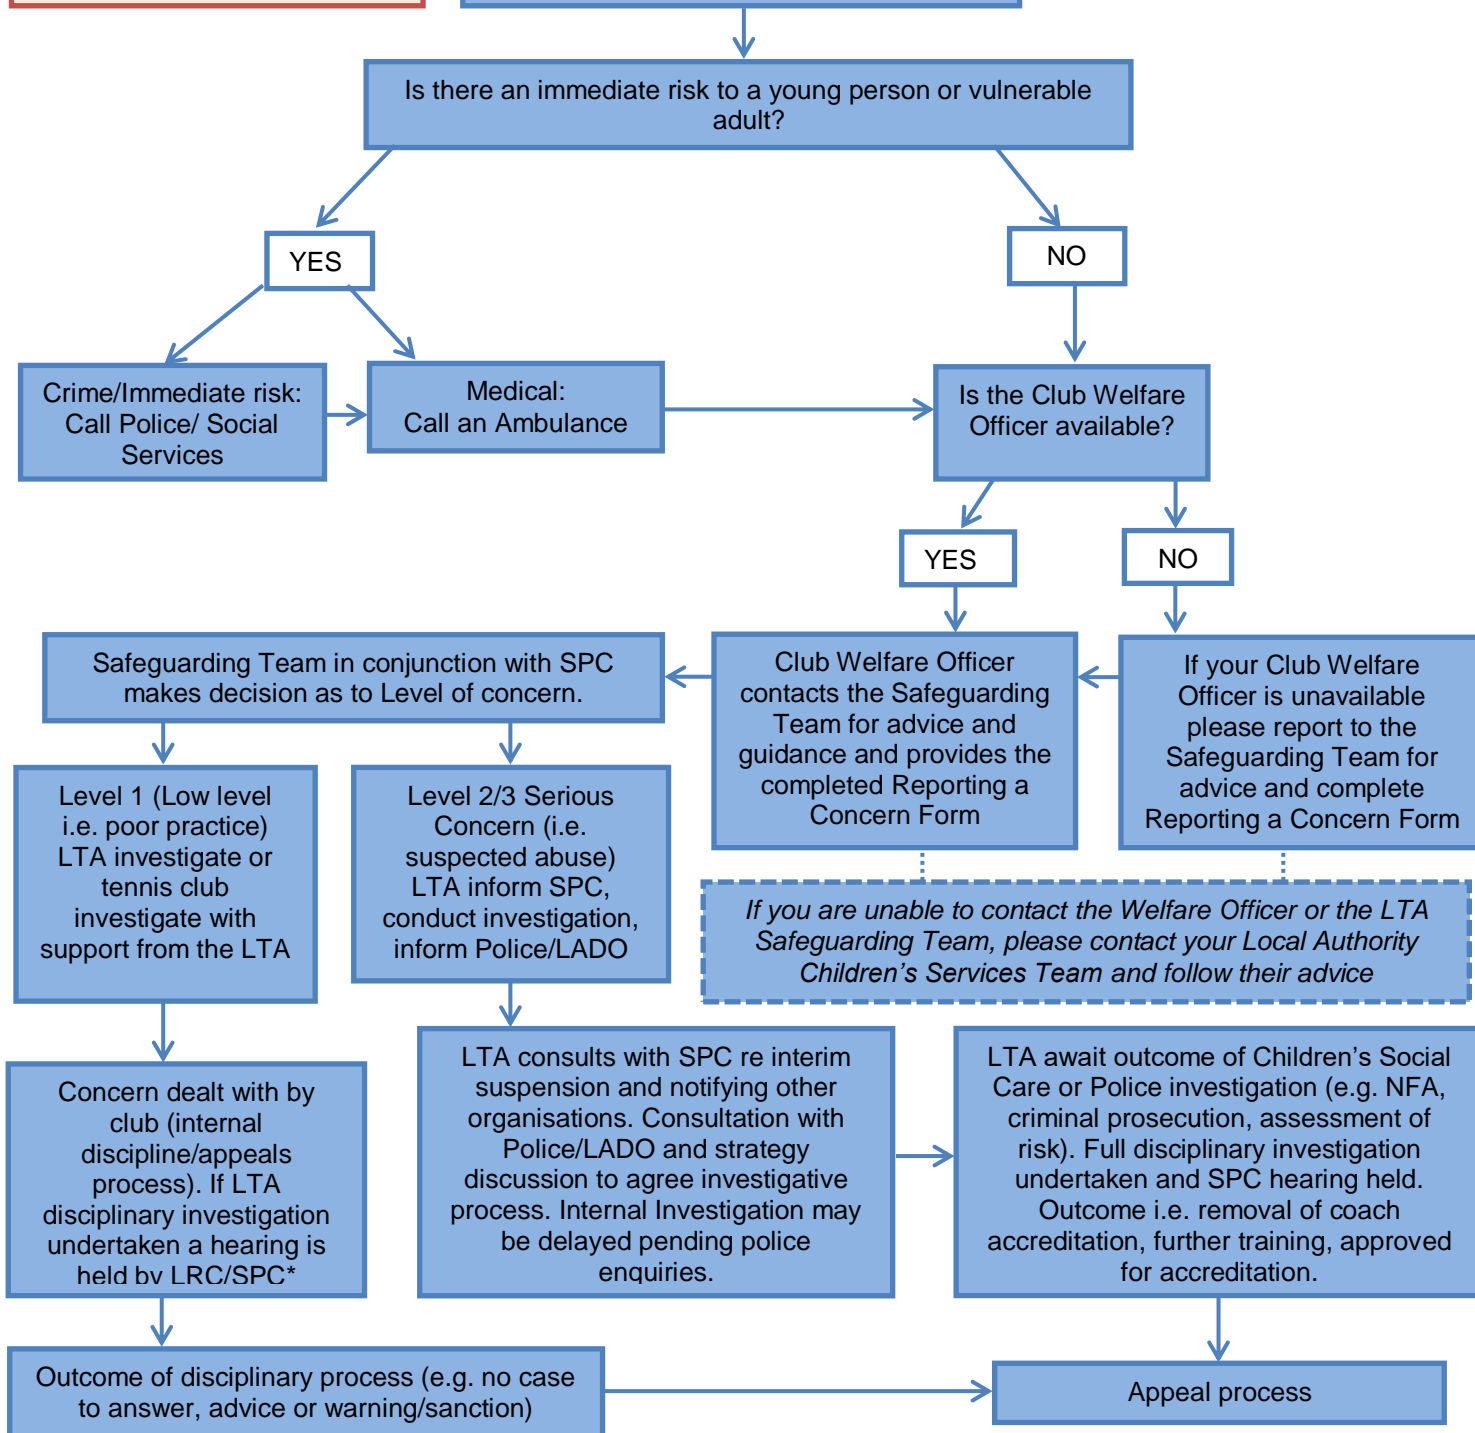 Is there an immediate risk to a young person or vulnerable
adult?
YES
NO
Crime/Immediate risk:
Call Police/ Social
Services
Medical:
Call an Ambulance
Is the Club Welfare
Officer available?
YES
NO
Safeguarding Team in conjunction with SPC
makes decision as to Level of concern.
Club Welfare Officer
contacts the Safeguarding
Team for advice and
guidance and provides the
completed Reporting a
Concern Form
If your Club Welfare
Officer is unavailable
please report to the
Safeguarding Team for
advice and complete
Reporting a Concern Form
Level 1 (Low level
i.e. poor practice)
LTA investigate or
tennis club
investigate with
support from the LTA
Level 2/3 Serious
Concern (i.e.
suspected abuse)
LTA inform SPC,
conduct investigation,
inform Police/LADO
If you are unable to contact the Welfare Officer or the LTA
Safeguarding Team, please contact your Local Authority
Children’s Services Team and follow their advice
Concern dealt with by
club (internal
discipline/appeals
process). If LTA
disciplinary investigation
undertaken a hearing is
held by LRC/SPC*
LTA consults with SPC re interim
suspension and notifying other
organisations. Consultation with
Police/LADO and strategy
discussion to agree investigative
process. Internal Investigation may
be delayed pending police
enquiries.
LTA await outcome of Children’s Social
Care or Police investigation (e.g. NFA,
criminal prosecution, assessment of
risk). Full disciplinary investigation
undertaken and SPC hearing held.
Outcome i.e. removal of coach
accreditation, further training, approved
for accreditation.
Outcome of disciplinary process (e.g. no case
to answer, advice or warning/sanction)
Appeal process